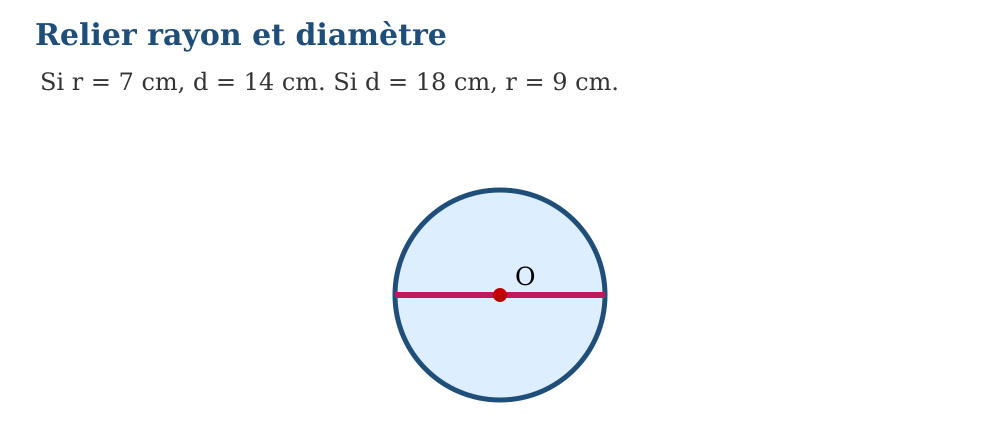 Relier rayon et diamètre
Si r = 7 cm, d = 14 cm. Si d = 18 cm, r = 9 cm.
O